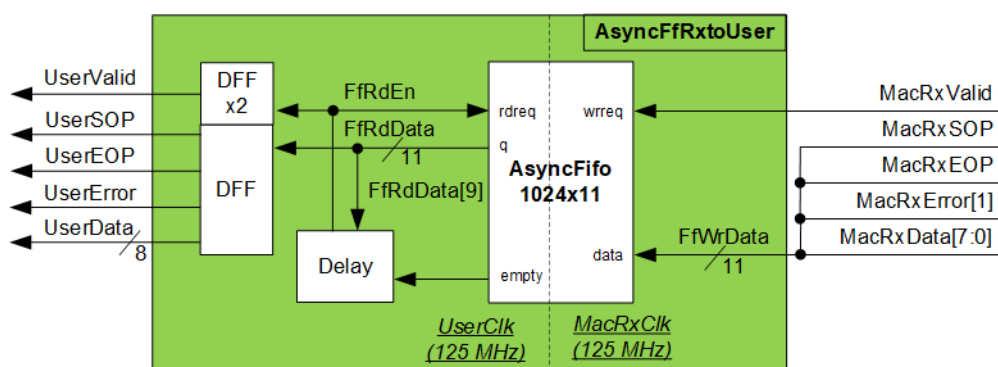 AsyncFfRxtoUser
UserValid
UserSOP
UserEOP
UserError
UserData
8
DFF
x2
DFF
FfRdEn
FfRdData
11
FfRdData[9]
Delay
rdreq
wrreq
q
AsyncFifo
1024x11
data
empty
FfWrData
11
MacRxValid
MacRxSOP
MacRxEOP
MacRxError[1]
MacRxData[7:0]
UserClk
(125 MHz)
MacRxClk
(125 MHz)